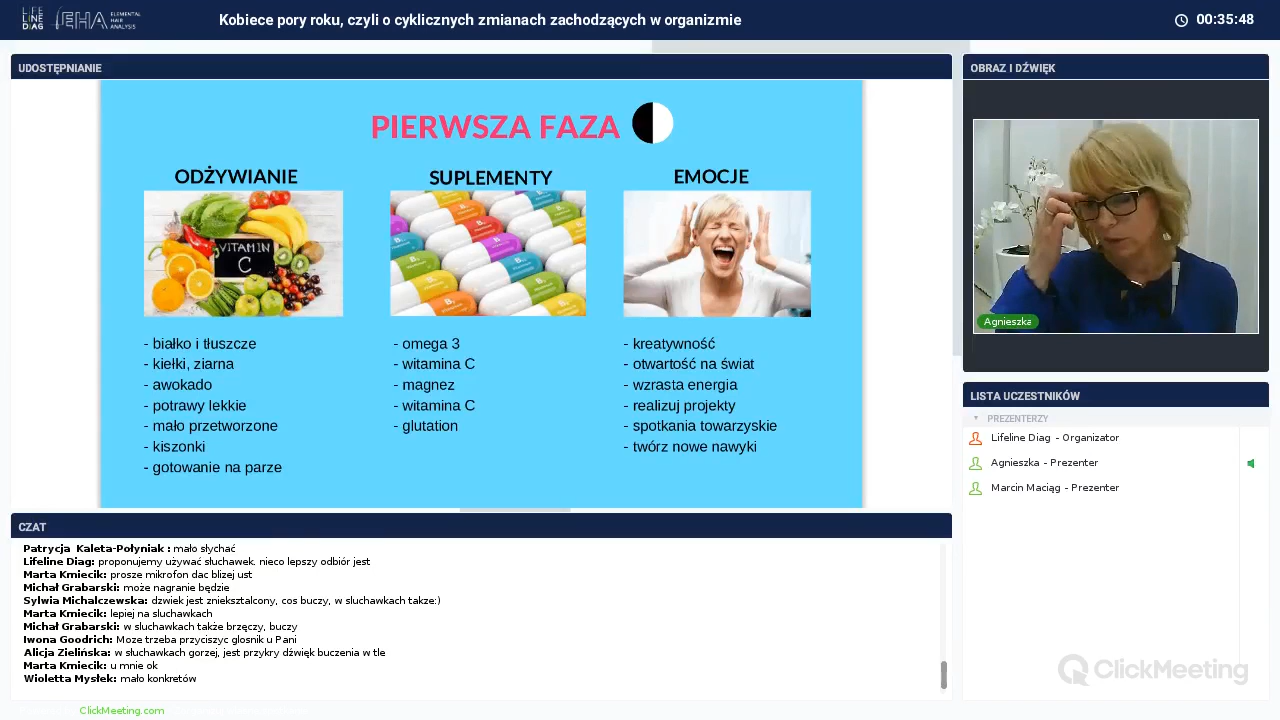 LIFE LINE DIAG
EHA ELEMENTAL HAIR ANALYSIS
Kobiece pory roku, czyli o cyklicznych zmianach zachodzących w organizmie
00:35:48
UDOSTĘPNIANIE
PIERWSZA FAZA
ODŻYWIANIE
SUPLEMENTY
EMOCJE
VITAMIN
C
- białko i tłuszcze
- kiełki, ziarna
- awokado
- potrawy lekkie
- mało przetworzone
- kiszonki
- gotowanie na parze
- omega 3
- witamina C
- magnez
- witamina C
- glutation
- kreatywność
- otwartość na świat
- wzrasta energia
- realizuj projekty
- spotkania towarzyskie
- twórz nowe nawyki
OBRAZ I DŹWIĘK
Agnieszka
LISTA UCZESTNIKÓW
PREZENTERZY
Lifeline Diag - Organizator
Agnieszka - Prezenter
Marcin Maciąg - Prezenter
CZAT
Patrycja Kaleta-Połyniak : mało słychać
Lifeline Diag: proponujemy używać słuchawek. nieco lepszy odbiór jest
Marta Kmiecik: prosze mikrofon dac blizej ust
Michał Grabarski: może nagranie będzie
Sylwia Michalczewska: dzwiek jest znieksztalcony, cos buczy, w sluchawkach takze:)
Marta Kmiecik: lepiej na sluchawkach
Michał Grabarski: w słuchawkach także brzęczy, buczy
Iwona Goodrich: Moze trzeba przyciszyc glosnik u Pani
Alicja Zielińska: w słuchawkach gorzej, jest przykry dźwięk buczenia w tle
Marta Kmiecik: u mnie ok
Wioletta Mysłek: mało konkretów
ClickMeeting
ClickMeeting.com